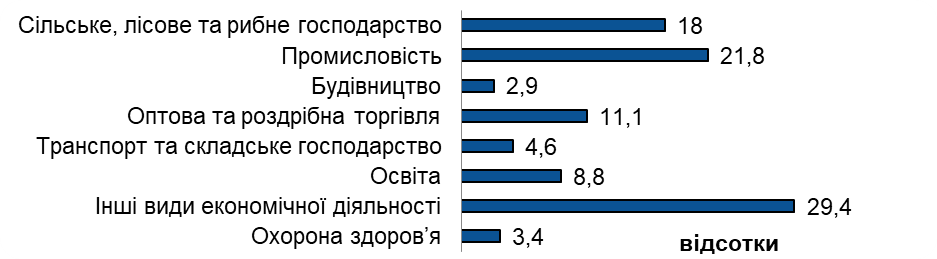 Сільське, лісове та рибне господарство 18
Промисловість 21,8
Будівництво 2,9
Оптова та роздрібна торгівля 11,1
Транспорт та складське господарство 4,6
Освіта 8,8
Інші види економічної діяльності 29,4
Охорона здоров’я 3,4
відсотки